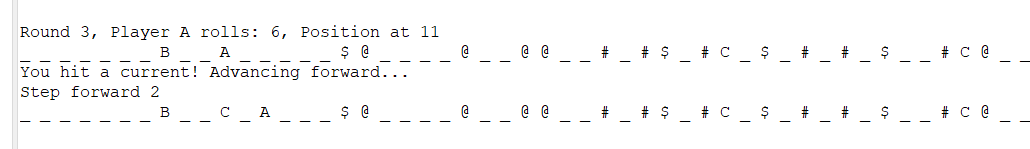 Round 3, Player A rolls: 6, Position at 11
_ _ _ _ _ _ _ B _ _ A _ _ _ _ _ $ @ _ _ _ _ @ _ _ @ @ _ _ # _ # $ _ # C _ $ _ # _ # _ $ _ _ # C @ _ _
You hit a current! Advancing forward...
Step forward 2
_ _ _ _ _ _ _ B _ _ C _ A _ _ _ $ @ _ _ _ _ @ _ _ @ @ _ _ # _ # $ _ # C _ $ _ # _ # _ $ _ _ # C @ _ _